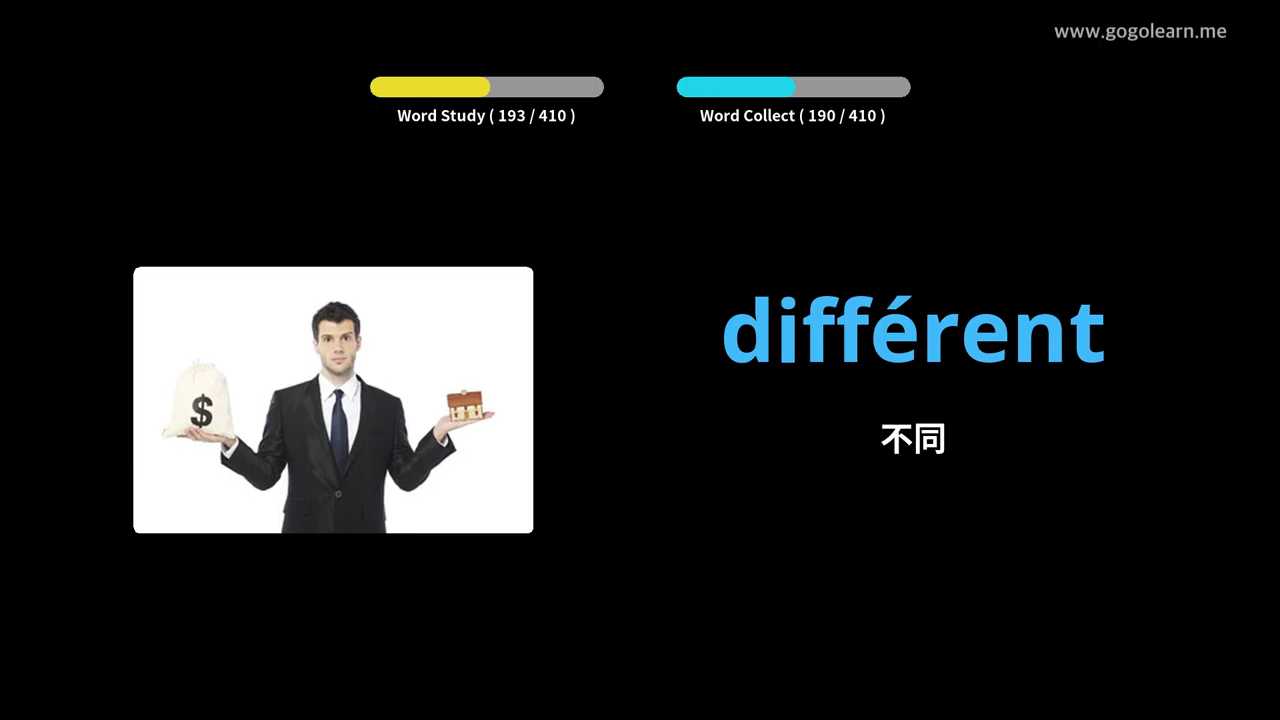 www.gogolearn.me
Word Study ( 193 / 410 )
Word Collect ( 190 / 410 )
$
différent
不同